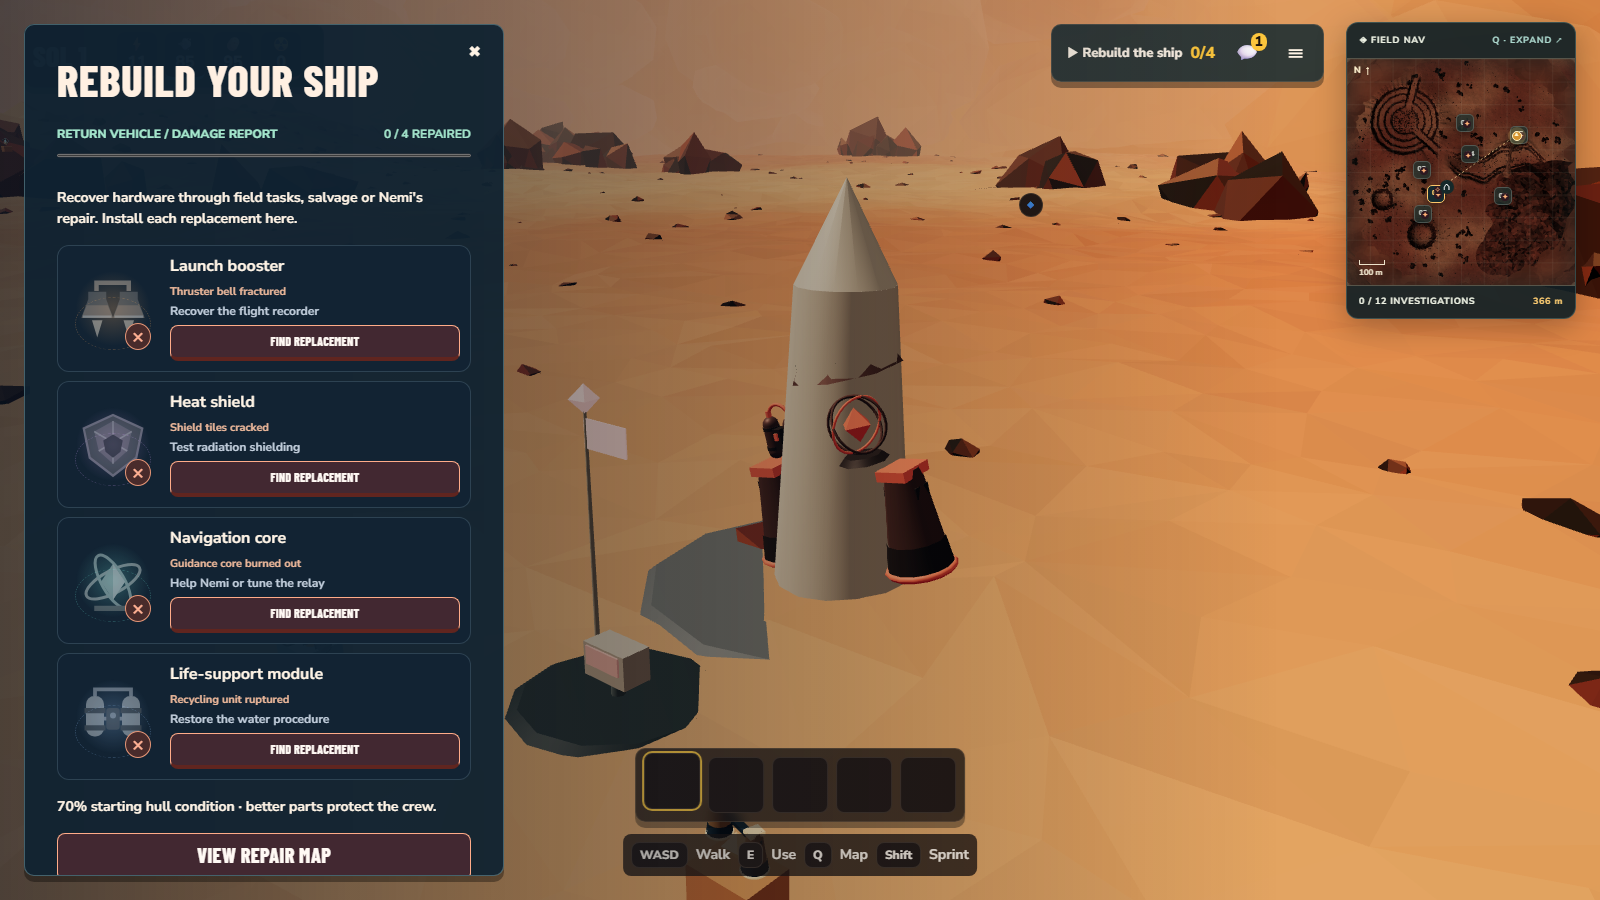 REBUILD YOUR SHIP
RETURN VEHICLE / DAMAGE REPORT
0 / 4 REPAIRED
Recover hardware through field tasks, salvage or Nemi's
repair. Install each replacement here.
Launch booster
Thruster bell fractured
Recover the flight recorder
FIND REPLACEMENT
Heat shield
Shield tiles cracked
Test radiation shielding
FIND REPLACEMENT
Navigation core
Guidance core burned out
Help Nemi or tune the relay
FIND REPLACEMENT
Life-support module
Recycling unit ruptured
Restore the water procedure
FIND REPLACEMENT
70% starting hull condition · better parts protect the crew.
VIEW REPAIR MAP
Rebuild the ship 0/4
1
FIELD NAV
Q · EXPAND ↗
N ↑
100 m
0 / 12 INVESTIGATIONS
366 m
WASD Walk E Use Q Map Shift Sprint